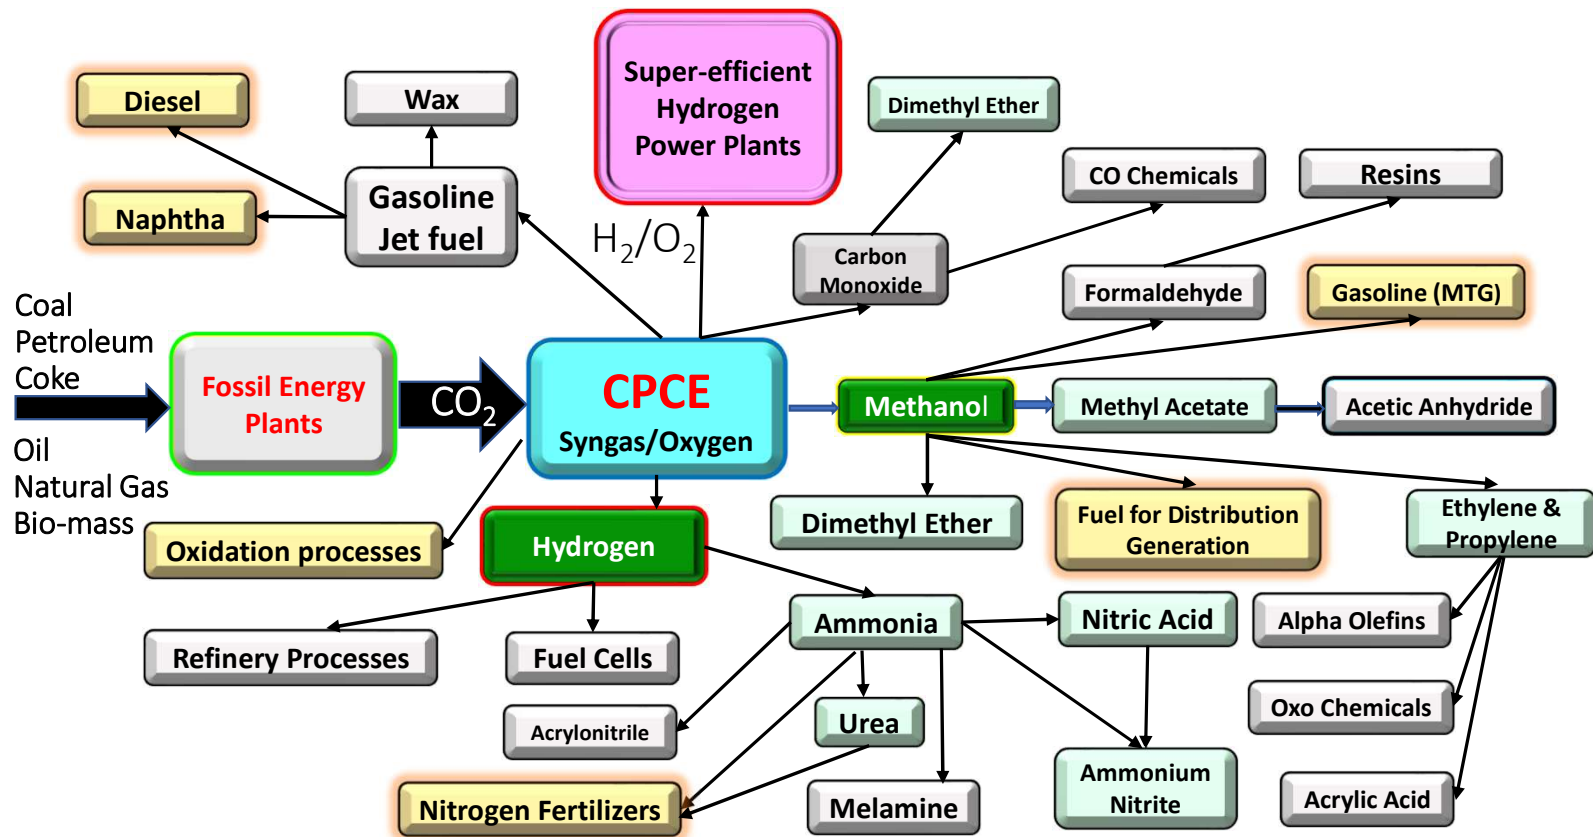 Super-efficient
Hydrogen
Power Plants
Diesel
Wax
Dimethyl Ether
CO Chemicals
Resins
Naphtha
Gasoline
Jet fuel
H₂/O₂
Carbon
Monoxide
Formaldehyde
Gasoline (MTG)
Coal
Petroleum
Coke
Fossil Energy
Plants
CO₂
CPCE
Syngas/Oxygen
Methanol
Methyl Acetate
Acetic Anhydride
Oil
Natural Gas
Bio-mass
Oxidation processes
Hydrogen
Dimethyl Ether
Fuel for Distribution
Generation
Ethylene &
Propylene
Refinery Processes
Fuel Cells
Ammonia
Nitric Acid
Alpha Olefins
Acrylonitrile
Urea
Oxo Chemicals
Nitrogen Fertilizers
Melamine
Ammonium
Nitrite
Acrylic Acid